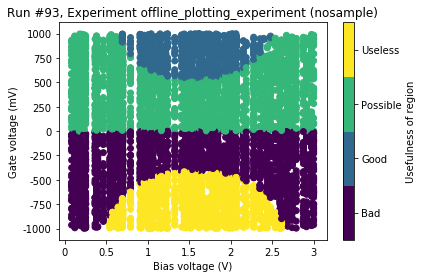 Run #93, Experiment offline_plotting_experiment (nosample)
1000
750
500
250
0
-250
-500
-750
-1000
Gate voltage (mV)
0
0.5
1
1.5
2
2.5
3
Bias voltage (V)
Useless
Possible
Good
Bad
Usefulness of region